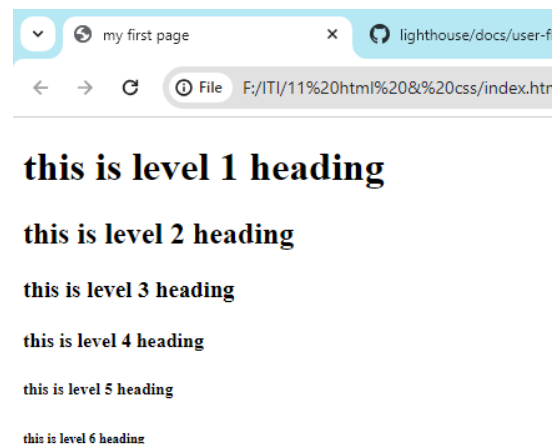 my first page
lighthouse/docs/user-f
File F:/ITI/11%20html%20&%20css/index.htm
this is level 1 heading
this is level 2 heading
this is level 3 heading
this is level 4 heading
this is level 5 heading
this is level 6 heading